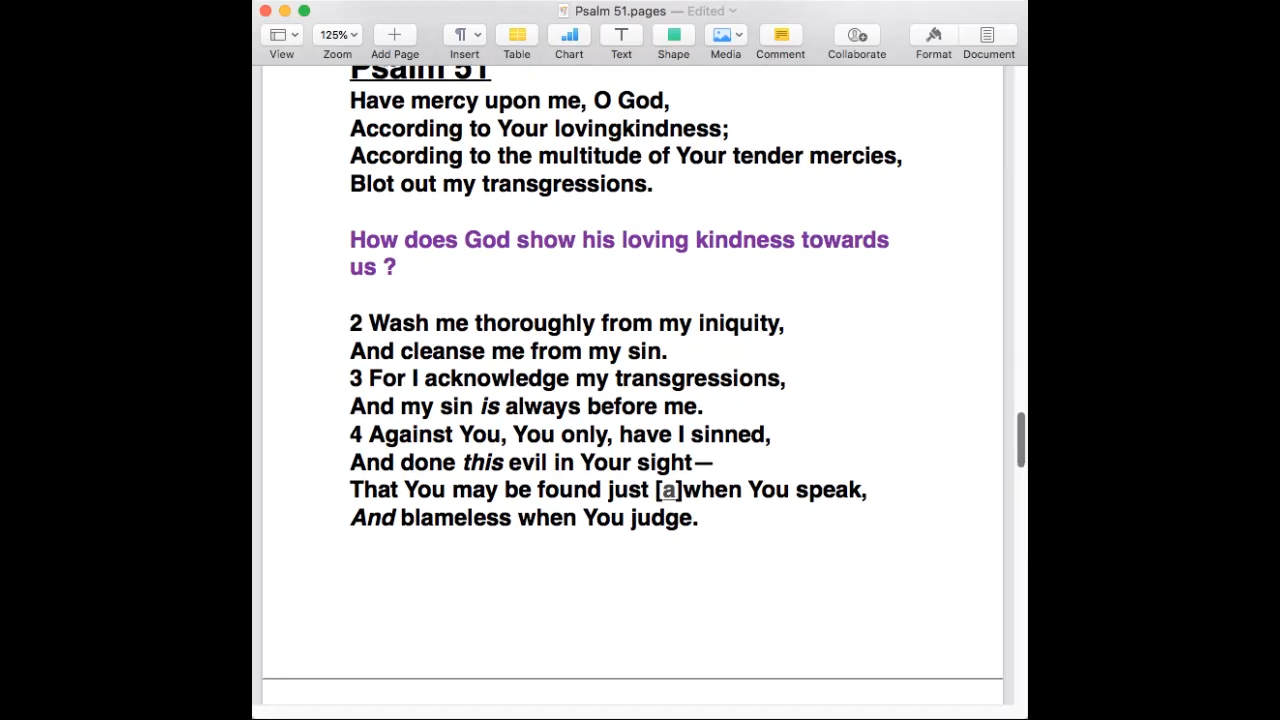 Psalm 51.pages — Edited
125%
View
Zoom
Add Page
Insert
Table
Chart
Text
Shape
Media
Comment
Collaborate
Format
Document
Psalm 51
Have mercy upon me, O God,
According to Your lovingkindness;
According to the multitude of Your tender mercies,
Blot out my transgressions.
How does God show his loving kindness towards
us ?
2 Wash me thoroughly from my iniquity,
And cleanse me from my sin.
3 For I acknowledge my transgressions,
And my sin is always before me.
4 Against You, You only, have I sinned,
And done this evil in Your sight—
That You may be found just [a]when You speak,
And blameless when You judge.